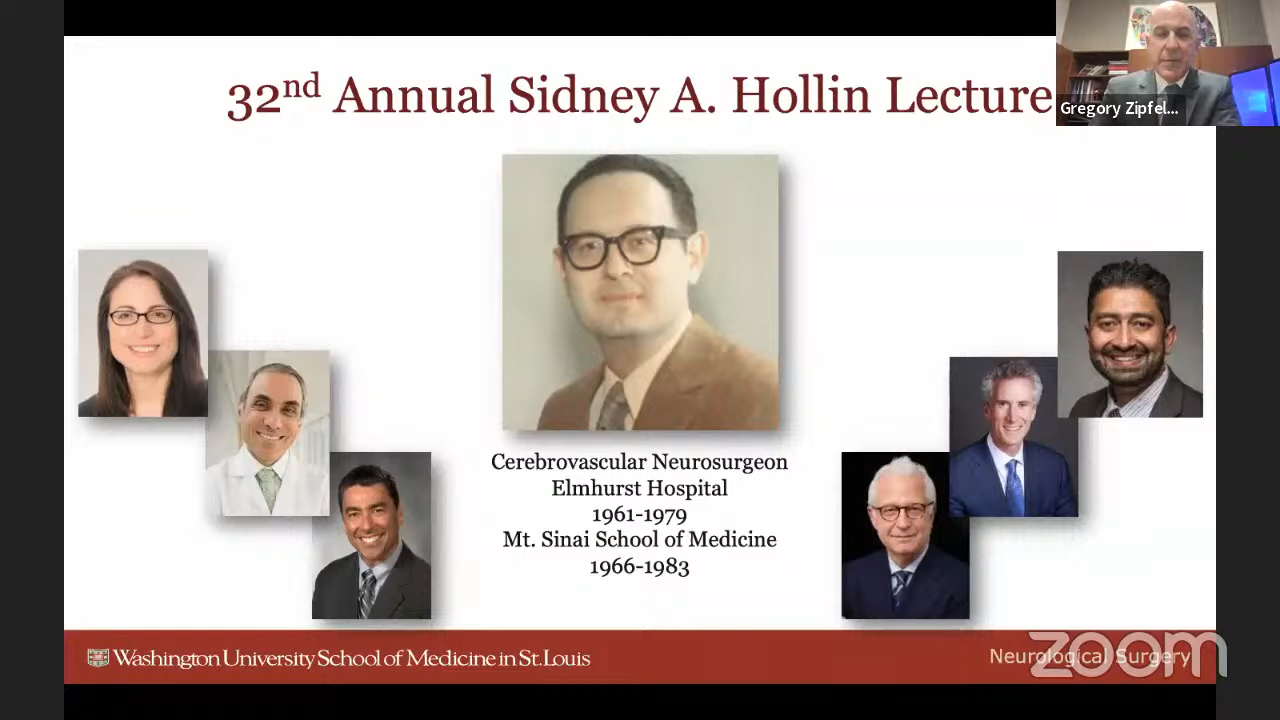 32nd Annual Sidney A. Hollin Lecture
Gregory Zipfel...
Cerebrovascular Neurosurgeon
Elmhurst Hospital
1961-1979
Mt. Sinai School of Medicine
1966-1983
Washington University School of Medicine in St. Louis
Neurological Surgery
zoom